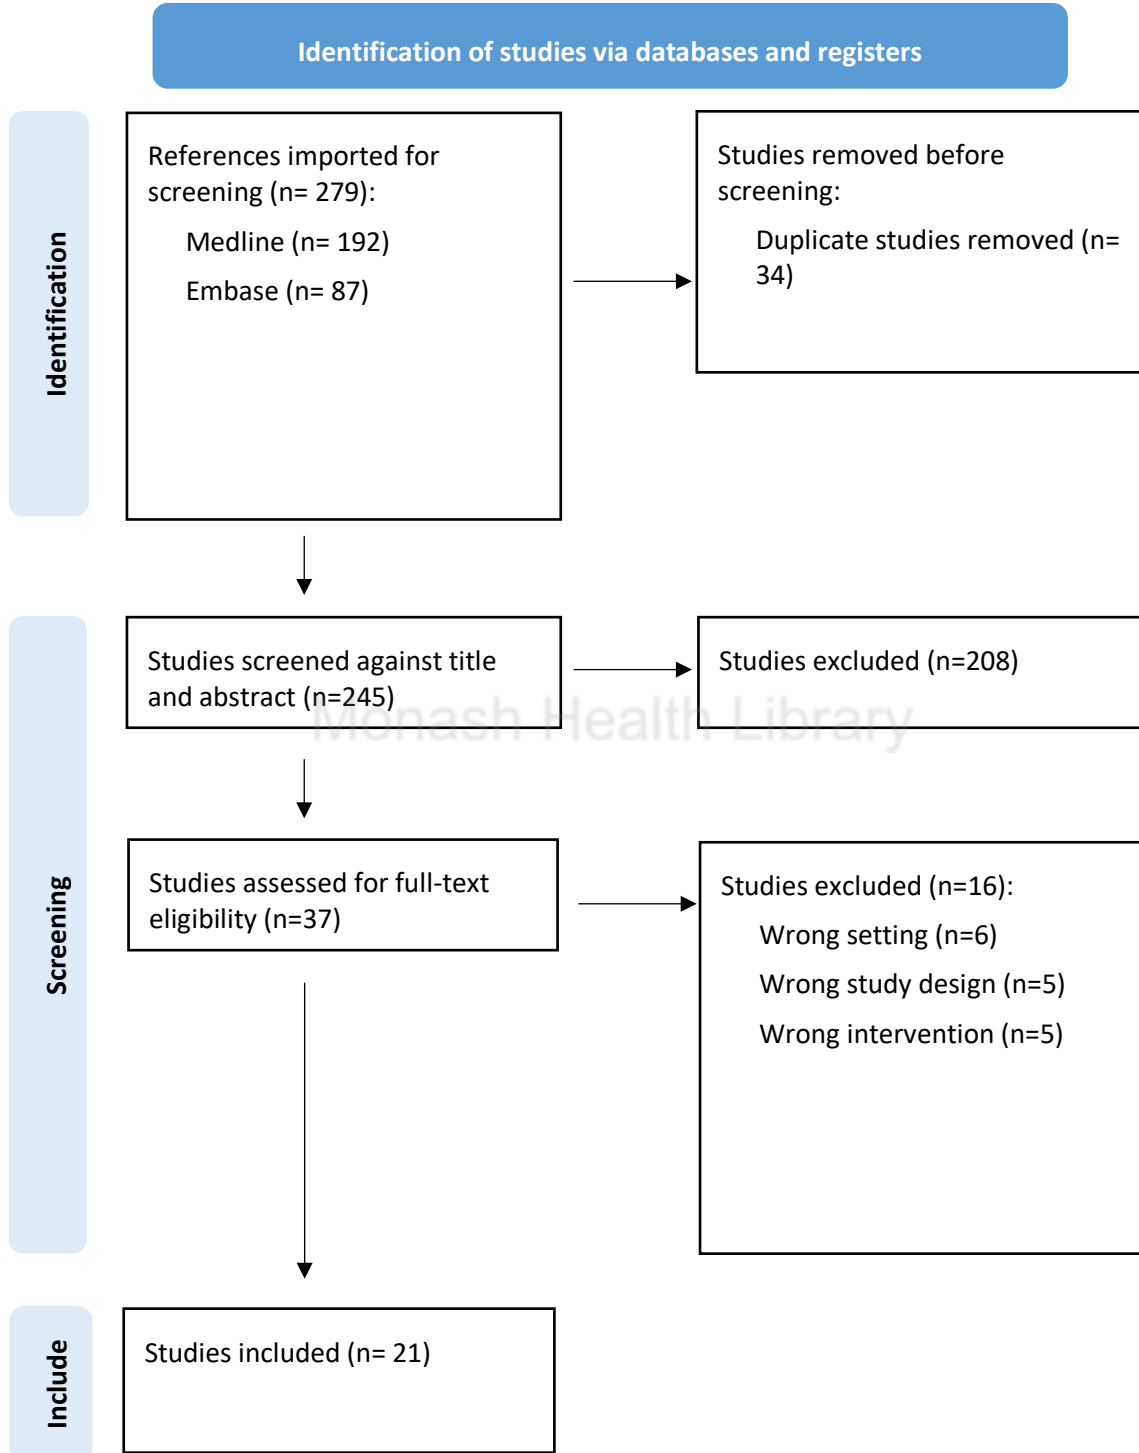 Identification of studies via databases and registers
Identification
References imported for
screening (n= 279):
Medline (n= 192)
Embase (n= 87)
Studies removed before
screening:
Duplicate studies removed (n=
34)
Screening
Studies screened against title
and abstract (n=245)
Studies excluded (n=208)
Monash Health Library
Studies assessed for full-text
eligibility (n=37)
Studies excluded (n=16):
Wrong setting (n=6)
Wrong study design (n=5)
Wrong intervention (n=5)
Include
Studies included (n= 21)